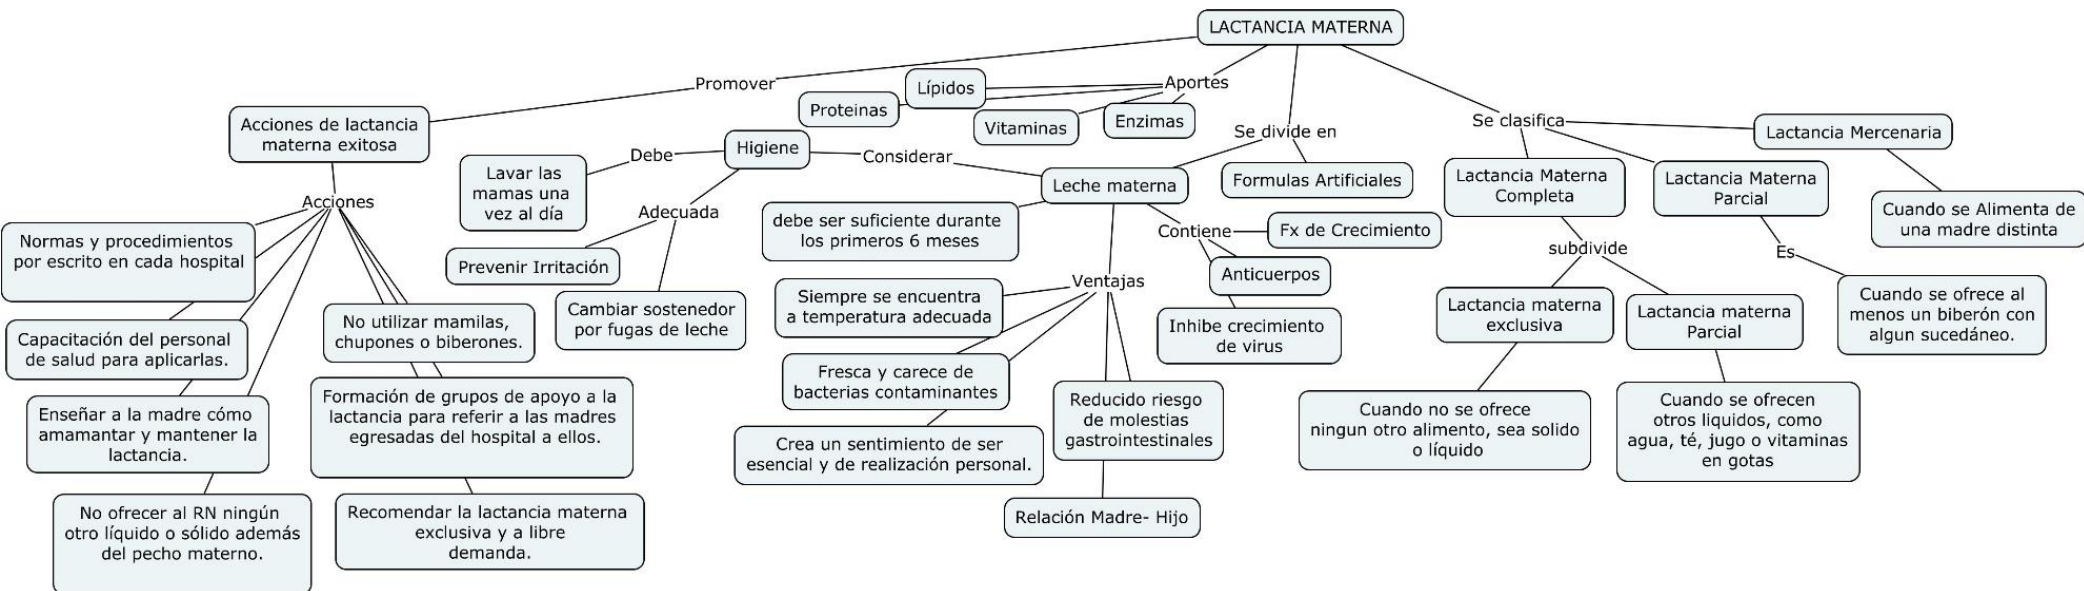 LACTANCIA MATERNA
Promover
Acciones de lactancia
materna exitosa
Acciones
Normas y procedimientos
por escrito en cada hospital
Capacitación del personal
de salud para aplicarlas.
Enseñar a la madre cómo
amamantar y mantener la
lactancia.
No ofrecer al RN ningún
otro líquido o sólido además
del pecho materno.
No utilizar mamilas,
chupones o biberones.
Formación de grupos de apoyo a la
lactancia para referir a las madres
egresadas del hospital a ellos.
Recomendar la lactancia materna
exclusiva y a libre
demanda.
Aportes
Lípidos
Proteinas
Vitaminas
Enzimas
Se divide en
Formulas Artificiales
Leche materna
Considerar
Higiene
Debe
Lavar las
mamas una
vez al día
Adecuada
Prevenir Irritación
Cambiar sostenedor
por fugas de leche
debe ser suficiente durante
los primeros 6 meses
Ventajas
Siempre se encuentra
a temperatura adecuada
Fresca y carece de
bacterias contaminantes
Crea un sentimiento de ser
esencial y de realización personal.
Reducido riesgo
de molestias
gastrointestinales
Relación Madre- Hijo
Contiene
Fx de Crecimiento
Anticuerpos
Inhibe crecimiento
de virus
Se clasifica
Lactancia Materna
Completa
subdivide
Lactancia materna
exclusiva
Cuando no se ofrece
ningun otro alimento, sea solido
o líquido
Lactancia materna
Parcial
Cuando se ofrecen
otros liquidos, como
agua, té, jugo o vitaminas
en gotas
Lactancia Materna
Parcial
Es
Cuando se ofrece al
menos un biberón con
algun sucedáneo.
Lactancia Mercenaria
Cuando se Alimenta de
una madre distinta